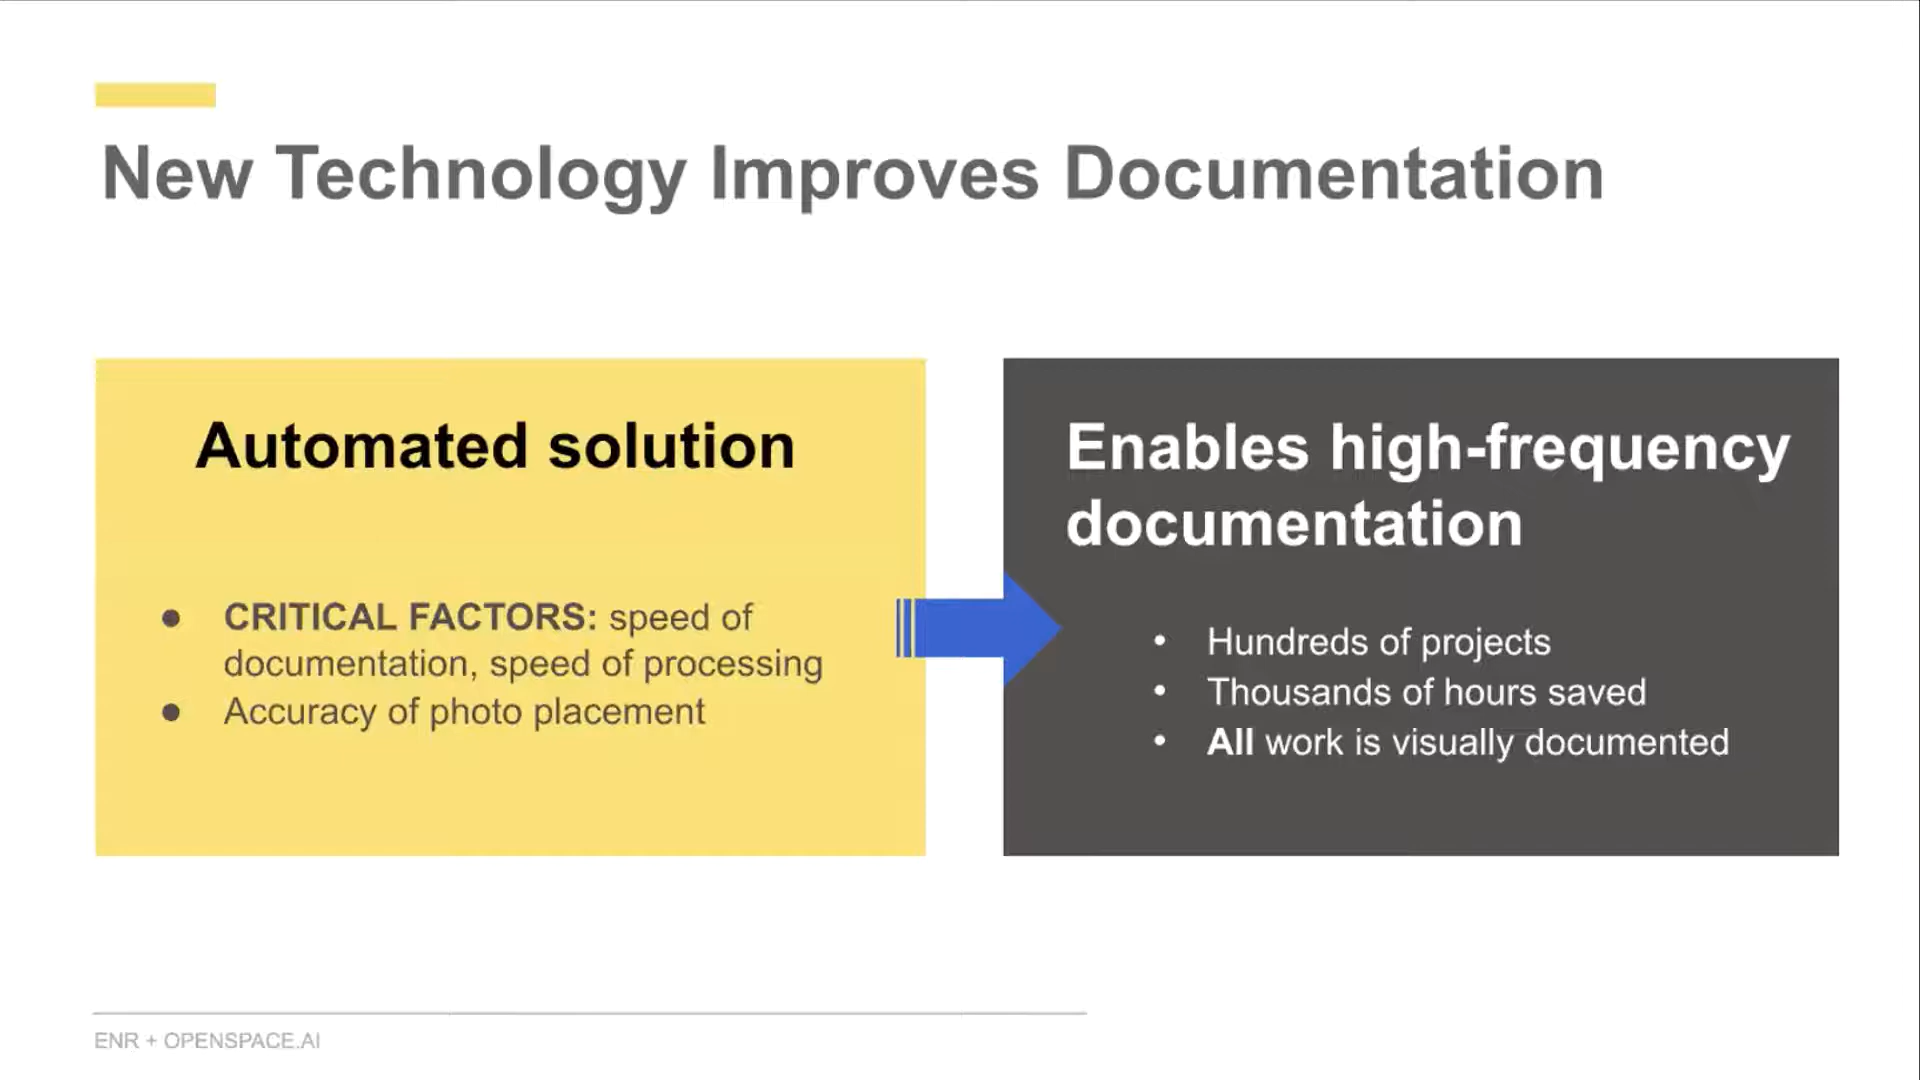 New Technology Improves Documentation
Automated solution
● CRITICAL FACTORS: speed of
documentation, speed of processing
● Accuracy of photo placement
Enables high-frequency
documentation
• Hundreds of projects
• Thousands of hours saved
• All work is visually documented
ENR + OPENSPACE.AI